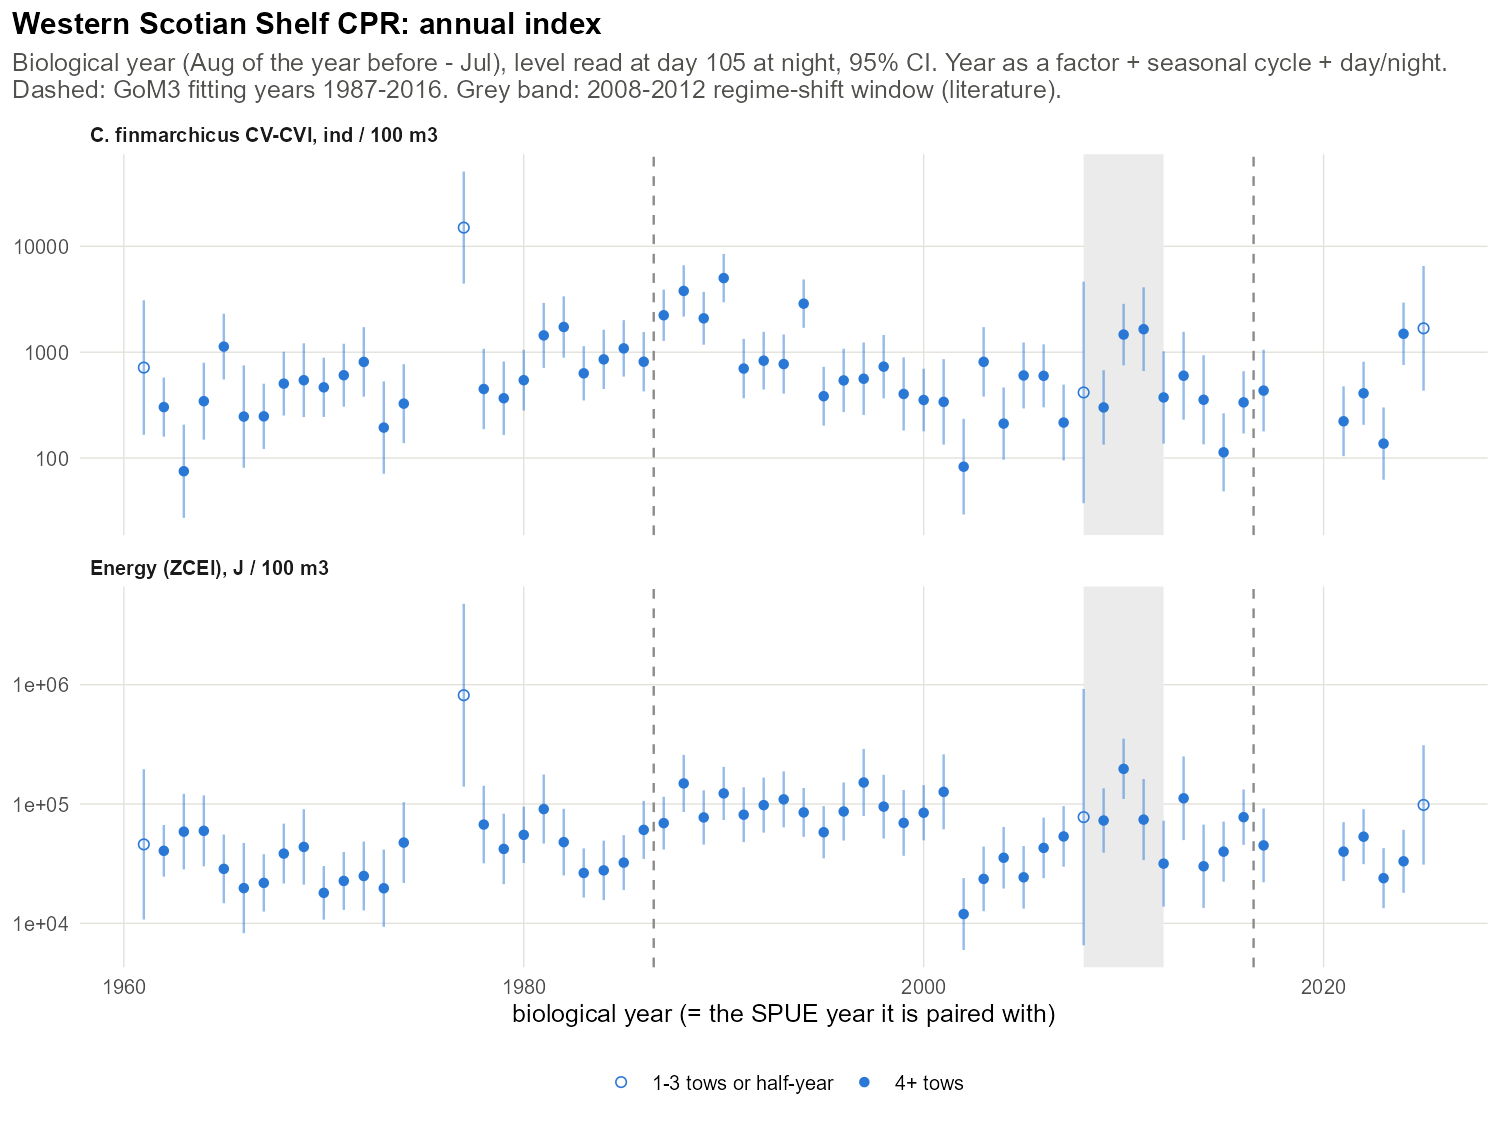 Western Scotian Shelf CPR: annual index
Biological year (Aug of the year before - Jul), level read at day 105 at night, 95% CI. Year as a factor + seasonal cycle + day/night.
Dashed: GoM3 fitting years 1987-2016. Grey band: 2008-2012 regime-shift window (literature).
C. finmarchicus CV-CVI, ind / 100 m3
10000
1000
100
Energy (ZCEI), J / 100 m3
1e+06
1e+05
1e+04
1960 1980 2000 2020
biological year (= the SPUE year it is paired with)
1-3 tows or half-year 4+ tows